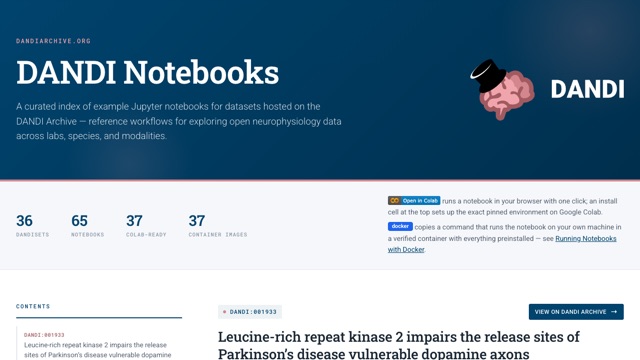 DANDIARCHIVE.ORG
DANDI Notebooks
A curated index of example Jupyter notebooks for datasets hosted on the
DANDI Archive — reference workflows for exploring open neurophysiology data
across labs, species, and modalities.
DANDI
36
DANDISETS
65
NOTEBOOKS
37
COLAB-READY
37
CONTAINER IMAGES
Open in Colab runs a notebook in your browser with one click; an install
cell at the top sets up the exact pinned environment on Google Colab.
docker copies a command that runs the notebook on your own machine, in
a verified container with everything preinstalled — see Running Notebooks
with Docker.
CONTENTS
DANDI:001933
Leucine-rich repeat kinase 2 impairs the release
sites of Parkinson's disease vulnerable dopamine
DANDI:001933
VIEW ON DANDI ARCHIVE →
Leucine-rich repeat kinase 2 impairs the release sites of
Parkinson's disease vulnerable dopamine axons